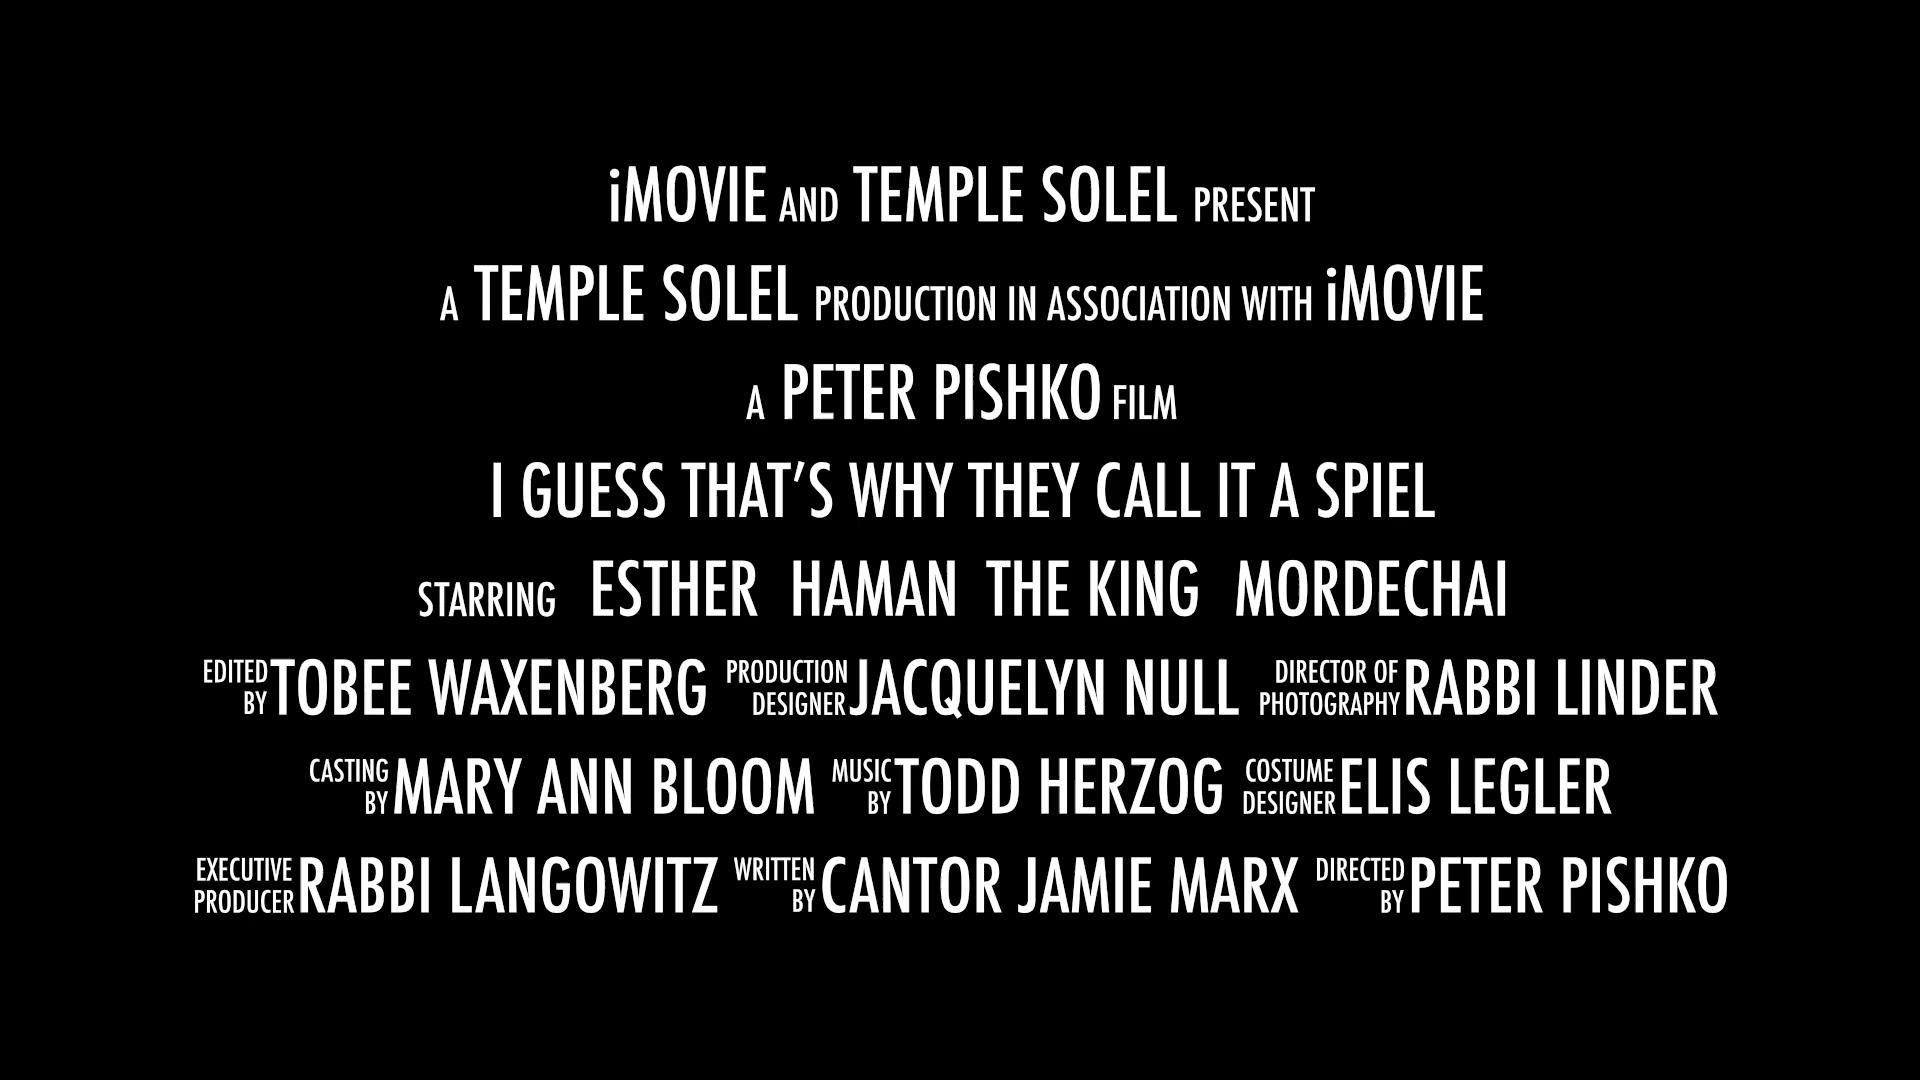 iMOVIE AND TEMPLE SOLEL PRESENT
A TEMPLE SOLEL PRODUCTION IN ASSOCIATION WITH iMOVIE
A PETER PISHKO FILM
I GUESS THAT'S WHY THEY CALL IT A SPIEL
STARRING ESTHER HAMAN THE KING MORDECHAI
EDITED BY TOBEE WAXENBERG PRODUCTION DESIGNER JACQUELYN NULL DIRECTOR OF PHOTOGRAPHY RABBI LINDER
CASTING BY MARY ANN BLOOM MUSIC BY TODD HERZOG COSTUME DESIGNER ELIS LEGLER
EXECUTIVE PRODUCER RABBI LANGOWITZ WRITTEN BY CANTOR JAMIE MARX DIRECTED BY PETER PISHKO